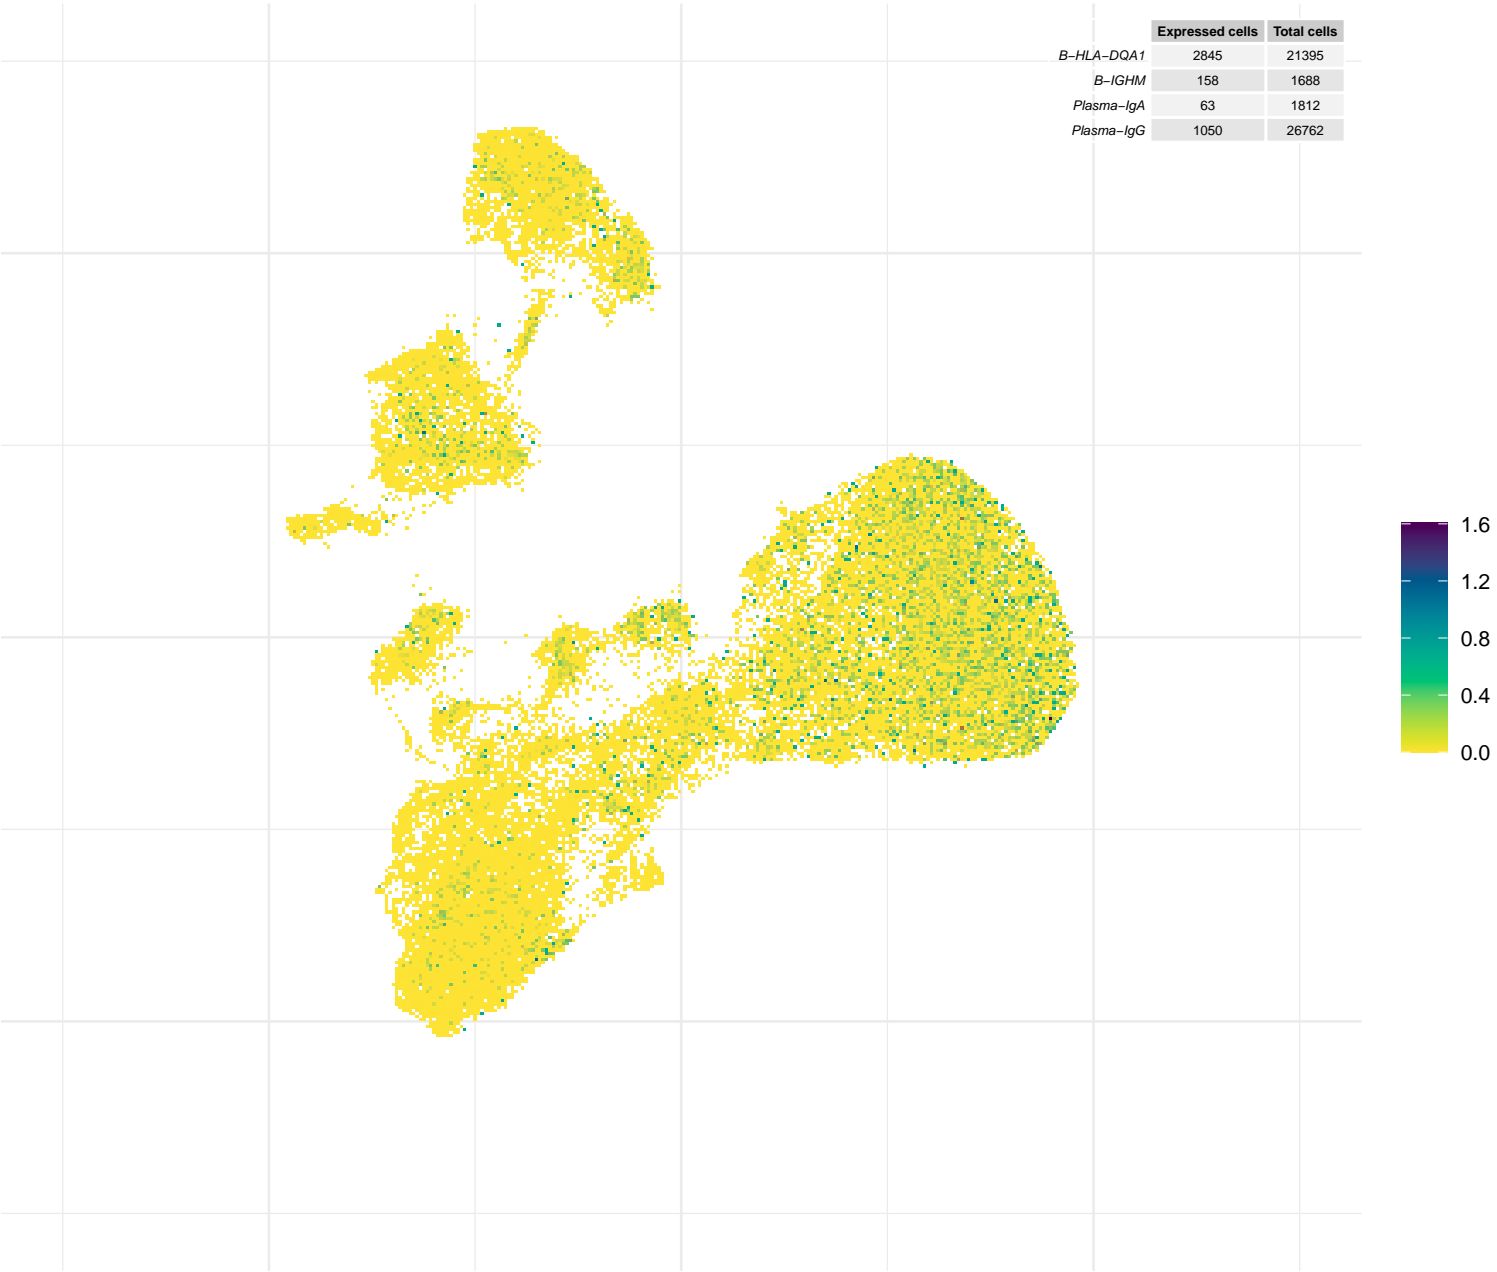 Expressed cells Total cells
B−HLA−DQA1 2845 21395
B−IGHM 158 1688
Plasma−IgA 63 1812
Plasma−IgG 1050 26762
1.6
1.2
0.8
0.4
0.0